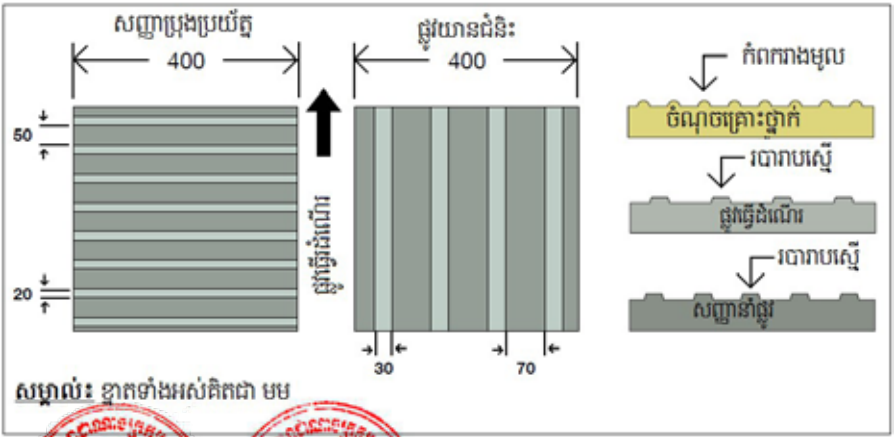 សញ្ញាប្រុងប្រយ័ត្ន
400
50
20
ផ្លូវធ្វើដំណើរ
ផ្លូវយានជំនិះ
400
30
70
កំពករាងមូល
ចំណុចគ្រោះថ្នាក់
របារាបស្មើ
ផ្លូវធ្វើដំណើរ
របារាបស្មើ
សញ្ញានាំផ្លូវ
សម្គាល់៖ ខ្នាតទាំងអស់គិតជា មម